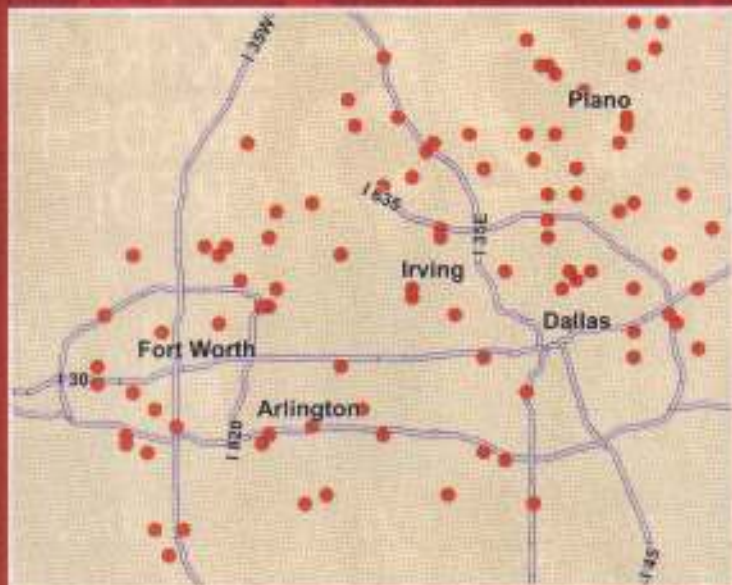 I 35W
Plano
I 635
I 35E
Irving
Dallas
Fort Worth
I 30
Arlington
I 820
I 45